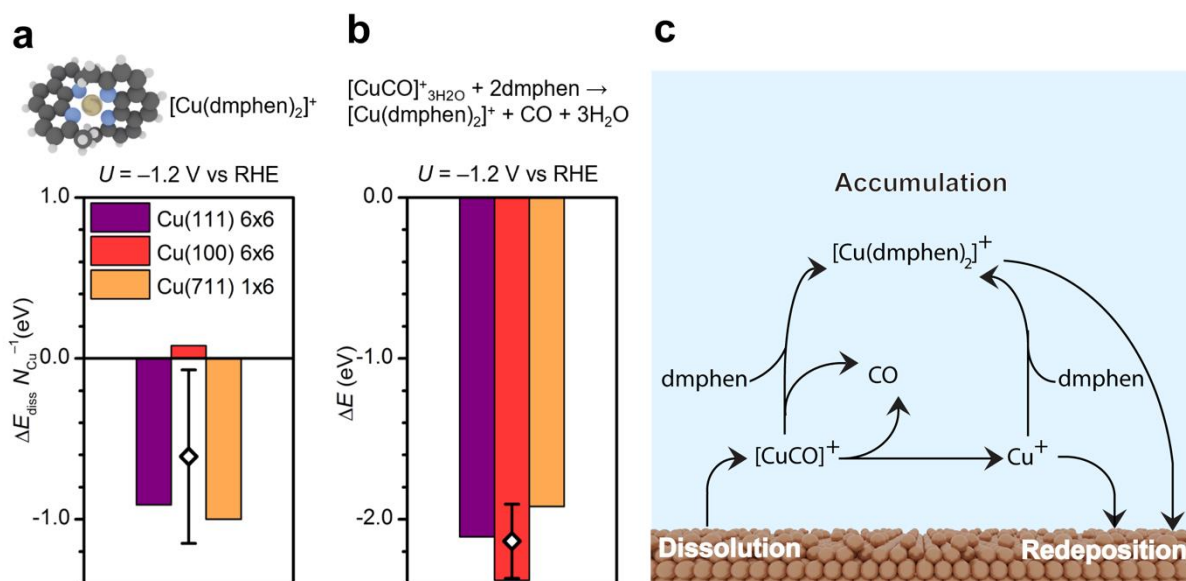 a
[Cu(dmphen)₂]⁺
U = –1.2 V vs RHE
1.0
0.0
-1.0
ΔE_diss N_Cu⁻¹ (eV)
Cu(111) 6x6
Cu(100) 6x6
Cu(711) 1x6
b
[CuCO]⁺₃H₂O + 2dmphen →
[Cu(dmphen)₂]⁺ + CO + 3H₂O
U = –1.2 V vs RHE
0.0
-1.0
-2.0
ΔE (eV)
c
Accumulation
[Cu(dmphen)₂]⁺
dmphen
CO
dmphen
[CuCO]⁺
Cu⁺
Dissolution
Redeposition